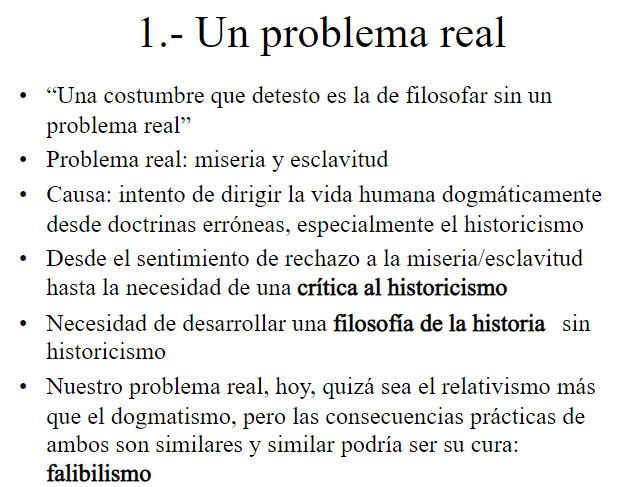 1.- Un problema real
• “Una costumbre que detesto es la de filosofar sin un
problema real”
• Problema real: miseria y esclavitud
• Causa: intento de dirigir la vida humana dogmáticamente
desde doctrinas erróneas, especialmente el historicismo
• Desde el sentimiento de rechazo a la miseria/esclavitud
hasta la necesidad de una crítica al historicismo
• Necesidad de desarrollar una filosofía de la historia sin
historicismo
• Nuestro problema real, hoy, quizá sea el relativismo más
que el dogmatismo, pero las consecuencias prácticas de
ambos son similares y similar podría ser su cura:
falibilismo